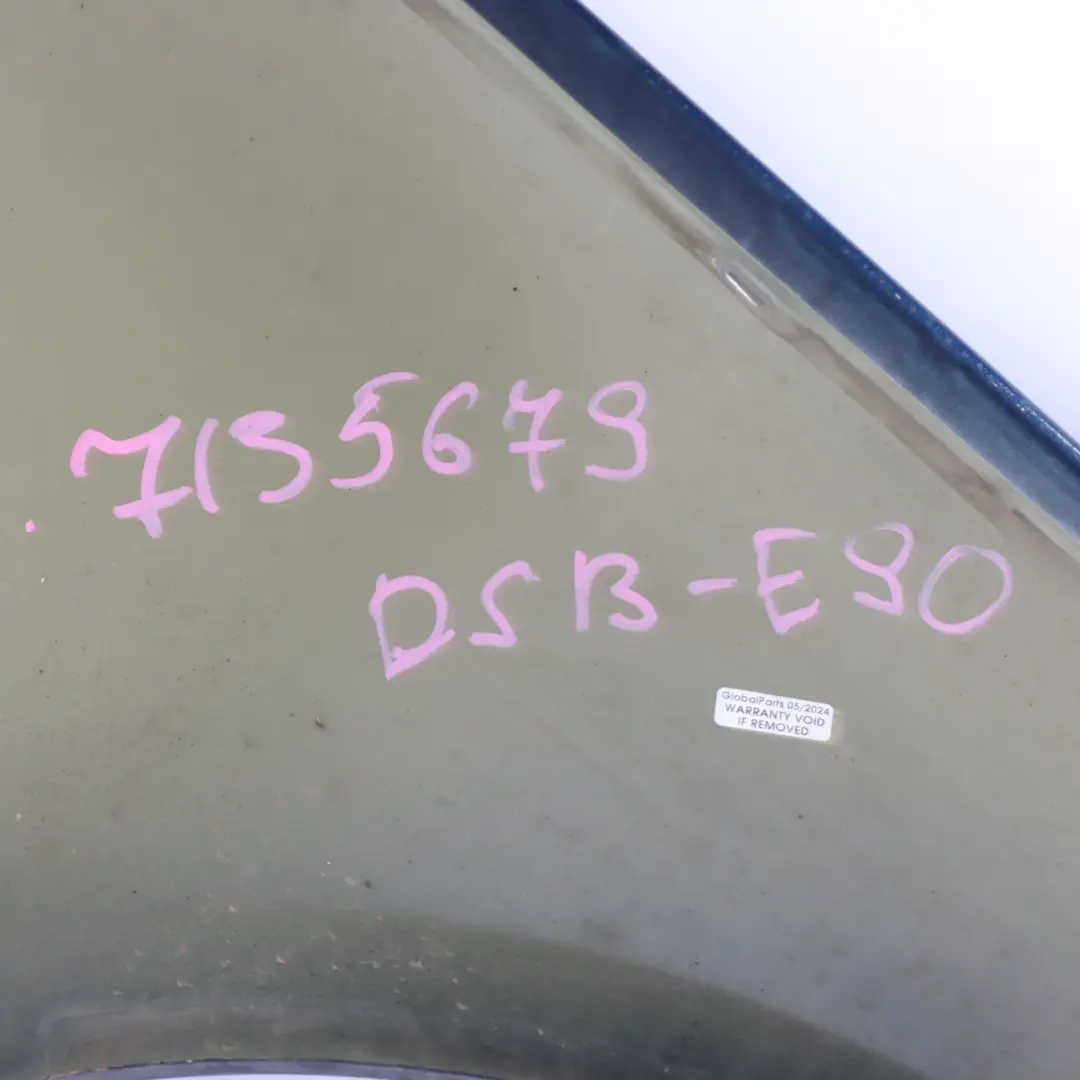 7135679
DSB-E90
GlobalParts 05/2024
WARRANTY VOID
IF REMOVED